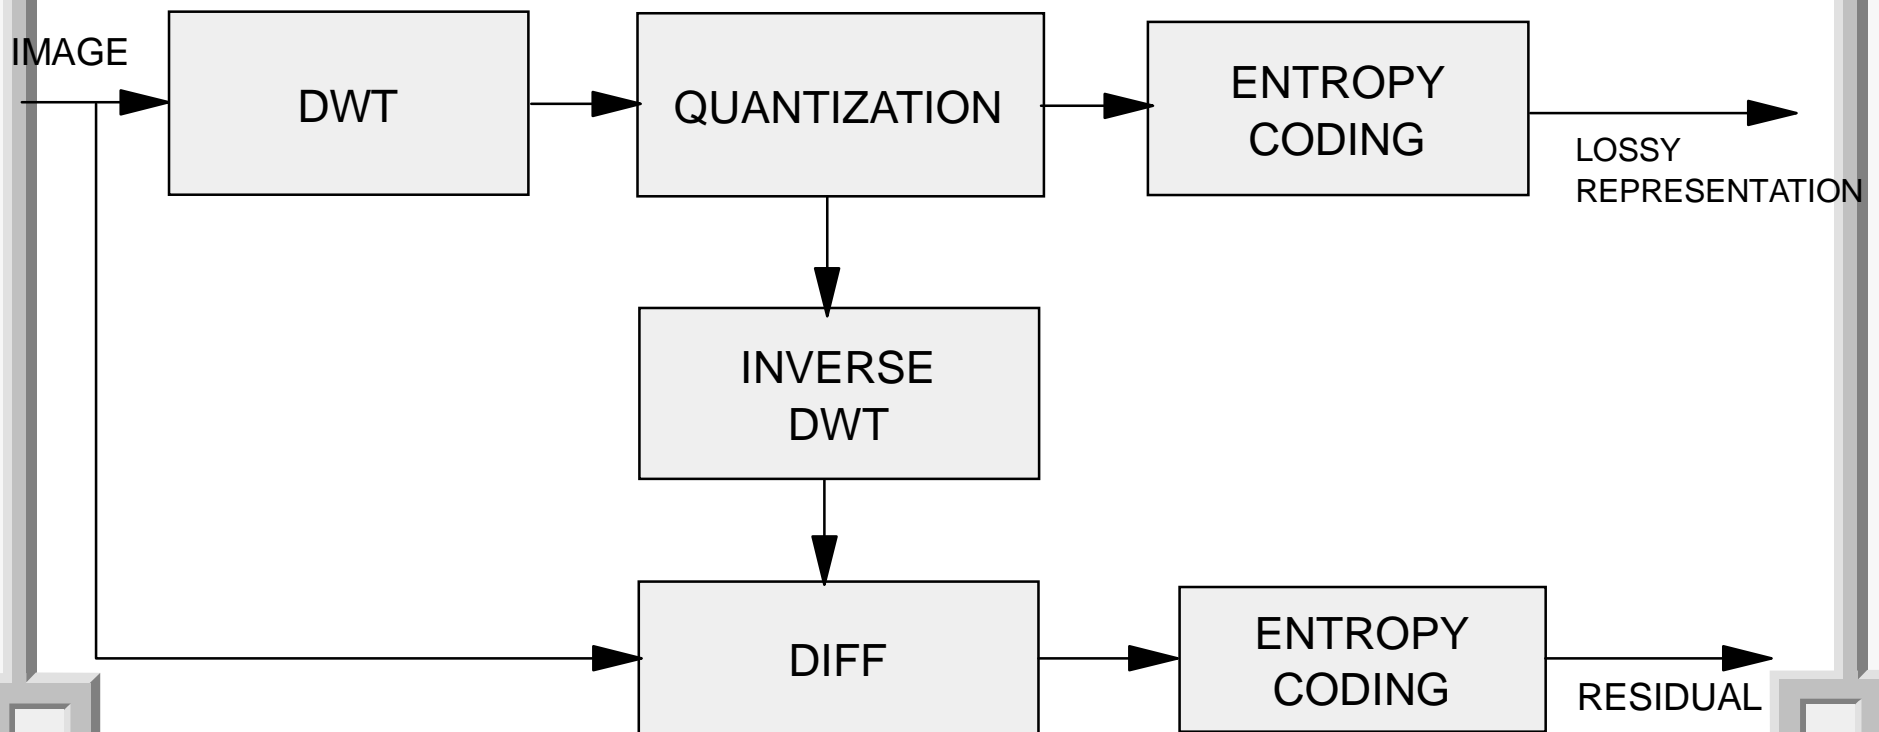 IMAGE
DWT
QUANTIZATION
ENTROPY
CODING
LOSSY
REPRESENTATION
INVERSE
DWT
DIFF
ENTROPY
CODING
RESIDUAL